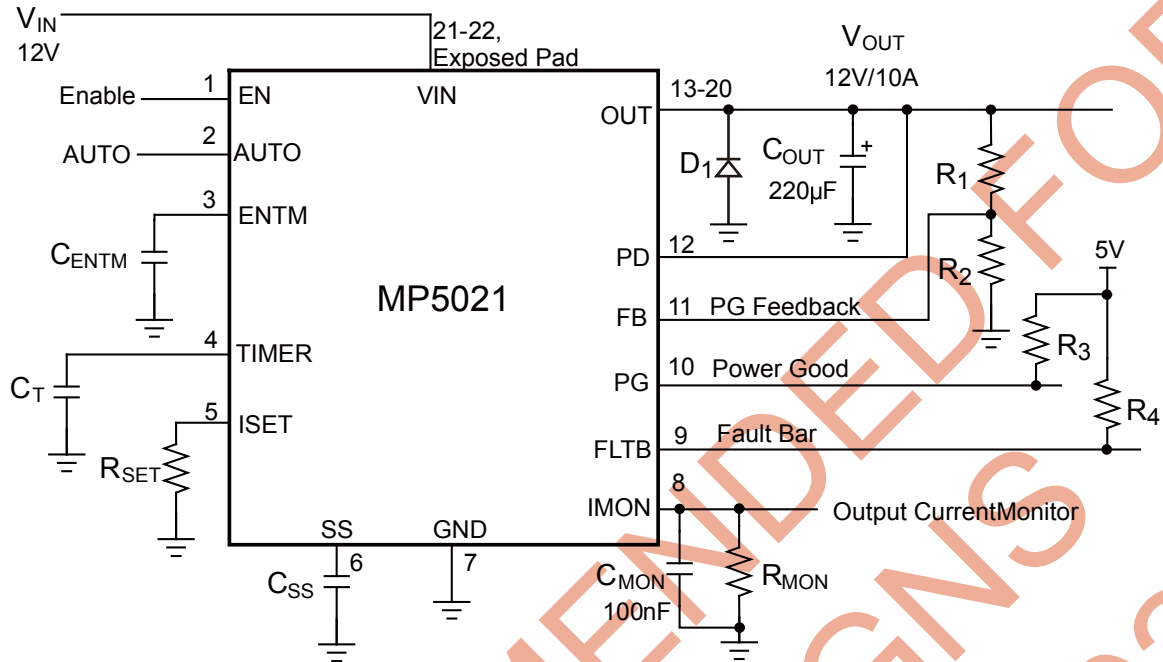 VIN
12V
21-22,
Exposed Pad
VOUT
12V/10A
Enable
1
EN
VIN
OUT
13-20
AUTO
2
AUTO
3
ENTM
CENTM
D1
COUT
+
220µF
R1
R2
PD
12
5V
MP5021
FB
11
PG Feedback
4
TIMER
CT
R3
PG
10
Power Good
5
ISET
RSET
R4
FLTB
9
Fault Bar
8
IMON
Output CurrentMonitor
SS
GND
6
7
CSS
CMON
100nF
RMON
MENDED FO
GNS